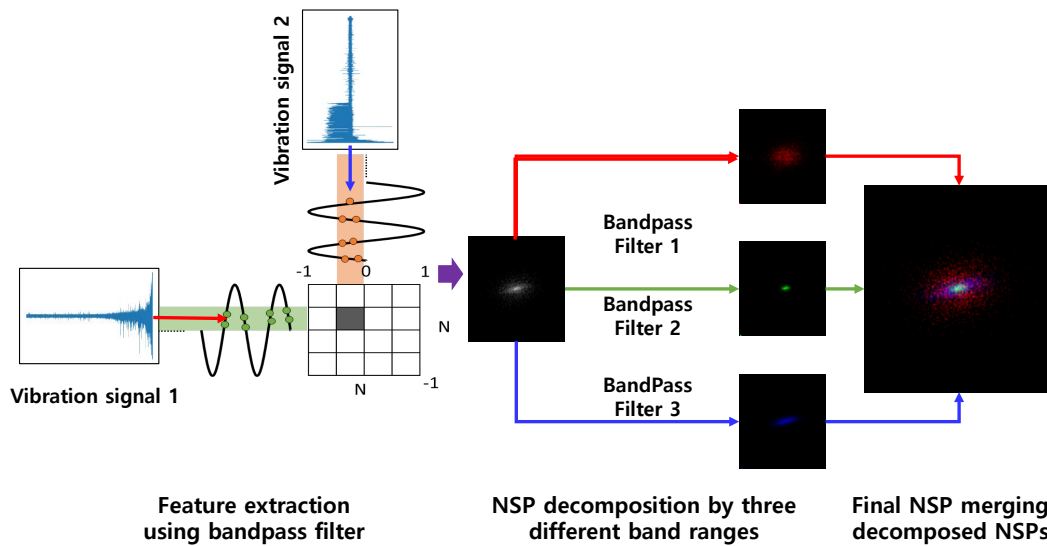 Vibration signal 2
Vibration signal 1
-1
0
1
N
N
-1
Bandpass
Filter 1
Bandpass
Filter 2
BandPass
Filter 3
Feature extraction
using bandpass filter
NSP decomposition by three
different band ranges
Final NSP merging
decomposed NSPs